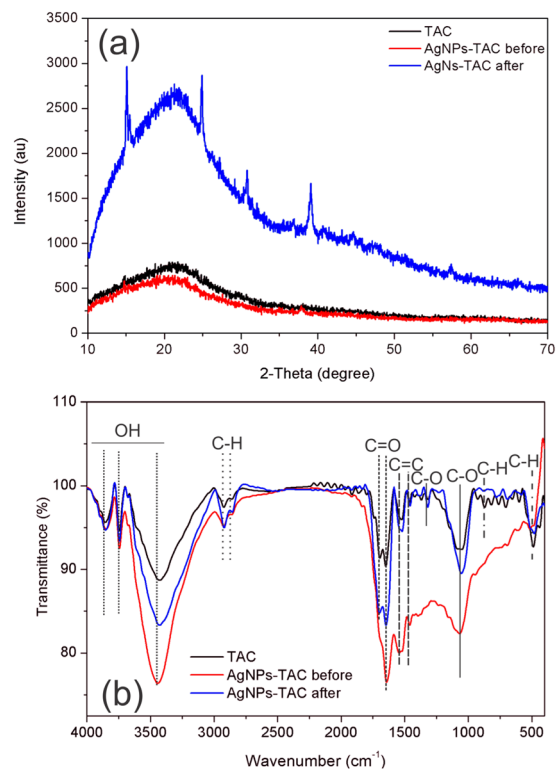 (a)
TAC
AgNPs-TAC before
AgNs-TAC after
Intensity (au)
3500
3000
2500
2000
1500
1000
500
0
10 20 30 40 50 60 70
2-Theta (degree)
110
100
90
80
Transmittance (%)
OH
C-H
C=O
C=C
C-O
C-O
C-H
C-H
TAC
AgNPs-TAC before
AgNPs-TAC after
(b)
4000 3500 3000 2500 2000 1500 1000 500
Wavenumber (cm⁻¹)